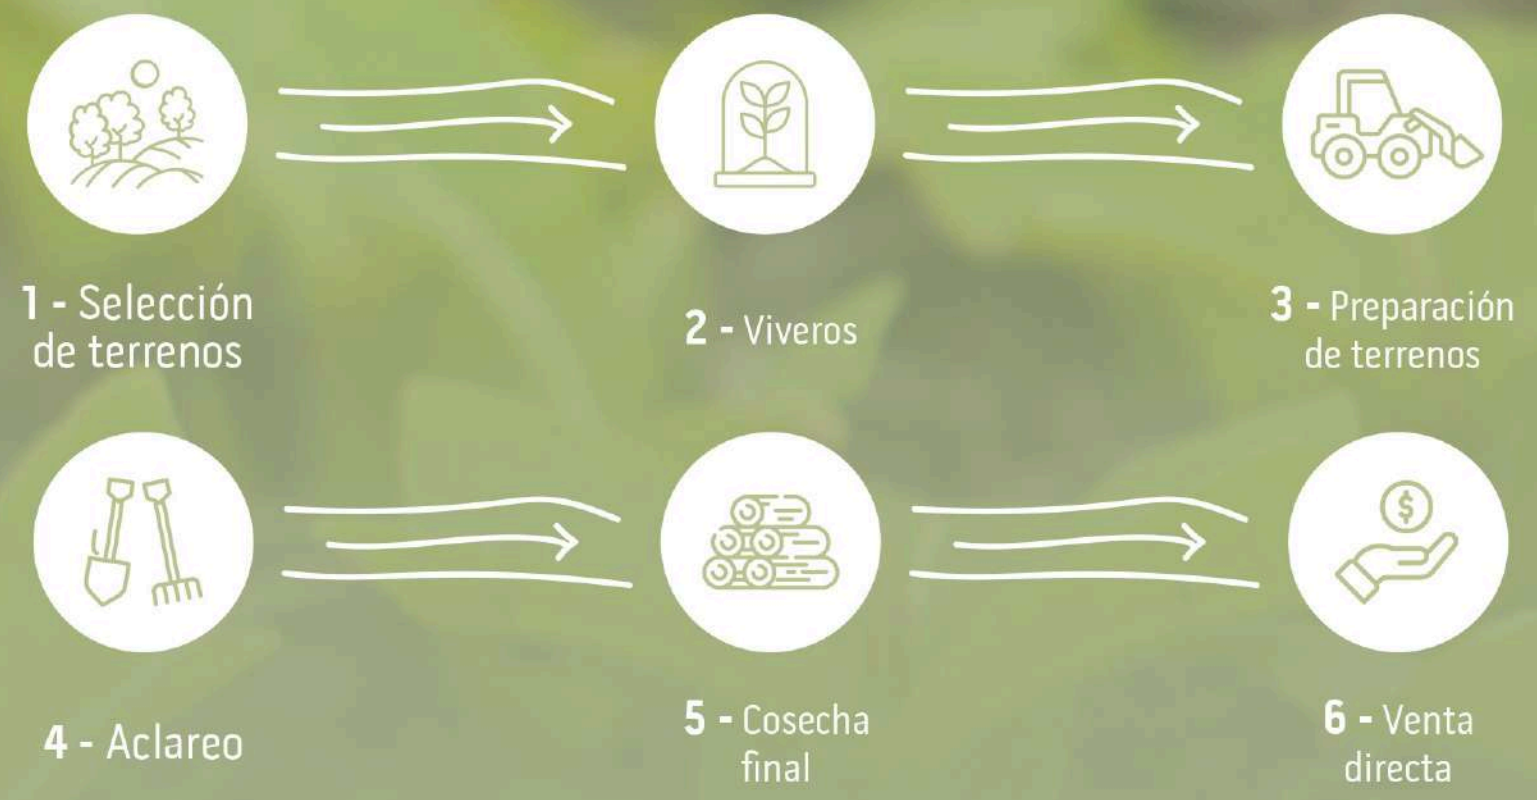 1 - Selección
de terrenos
2 - Viveros
3 - Preparación
de terrenos
$
4 - Aclareo
5 - Cosecha
final
6 - Venta
directa